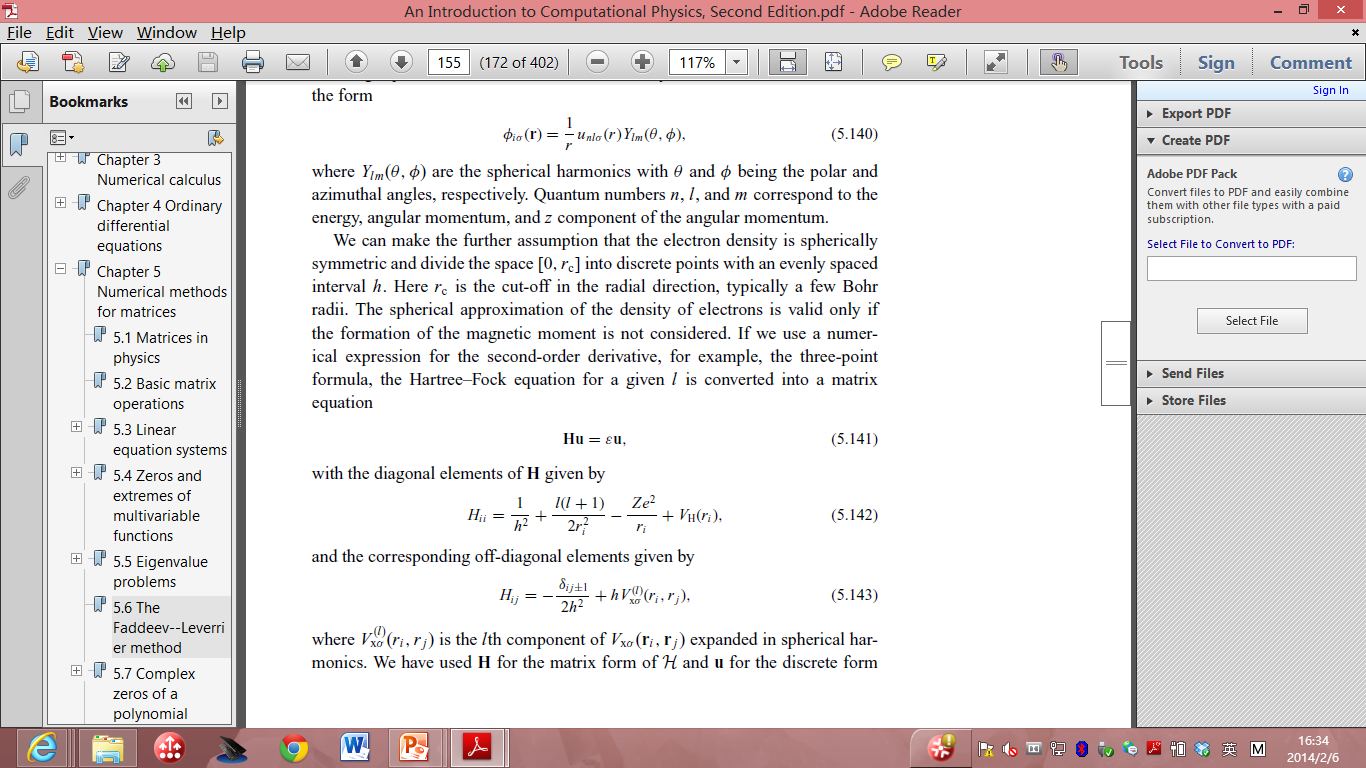 An Introduction to Computational Physics, Second Edition.pdf - Adobe Reader
File Edit View Window Help
155 (172 of 402) 117% Tools Sign Comment
Sign In
Bookmarks
Chapter 3
Numerical calculus
Chapter 4 Ordinary
differential
equations
Chapter 5
Numerical methods
for matrices
5.1 Matrices in
physics
5.2 Basic matrix
operations
5.3 Linear
equation systems
5.4 Zeros and
extremes of
multivariable
functions
5.5 Eigenvalue
problems
5.6 The
Faddeev--Leverri
er method
5.7 Complex
zeros of a
polynomial
the form
ϕ_{iσ}(𝐫) = \frac{1}{r} u_{nlσ}(r) Y_{lm}(θ, ϕ), (5.140)
where Y_{lm}(θ, ϕ) are the spherical harmonics with θ and ϕ being the polar and
azimuthal angles, respectively. Quantum numbers n, l, and m correspond to the
energy, angular momentum, and z component of the angular momentum.
We can make the further assumption that the electron density is spherically
symmetric and divide the space [0, r_c] into discrete points with an evenly spaced
interval h. Here r_c is the cut-off in the radial direction, typically a few Bohr
radii. The spherical approximation of the density of electrons is valid only if
the formation of the magnetic moment is not considered. If we use a numer-
ical expression for the second-order derivative, for example, the three-point
formula, the Hartree–Fock equation for a given l is converted into a matrix
equation
𝐇𝐮 = ε𝐮, (5.141)
with the diagonal elements of 𝐇 given by
H_{ii} = \frac{1}{h^2} + \frac{l(l + 1)}{2r_i^2} − \frac{Ze^2}{r_i} + V_H(r_i), (5.142)
and the corresponding off-diagonal elements given by
H_{ij} = −\frac{δ_{ij±1}}{2h^2} + hV_{xσ}^{(l)}(r_i, r_j), (5.143)
where V_{xσ}^{(l)}(r_i, r_j) is the lth component of V_{xσ}(𝐫_i, 𝐫_j) expanded in spherical har-
monics. We have used 𝐇 for the matrix form of ℋ and 𝐮 for the discrete form
Export PDF
Create PDF
Adobe PDF Pack
Convert files to PDF and easily combine
them with other file types with a paid
subscription.
Select File to Convert to PDF:
Select File
Send Files
Store Files
英 M
16:34
2014/2/6